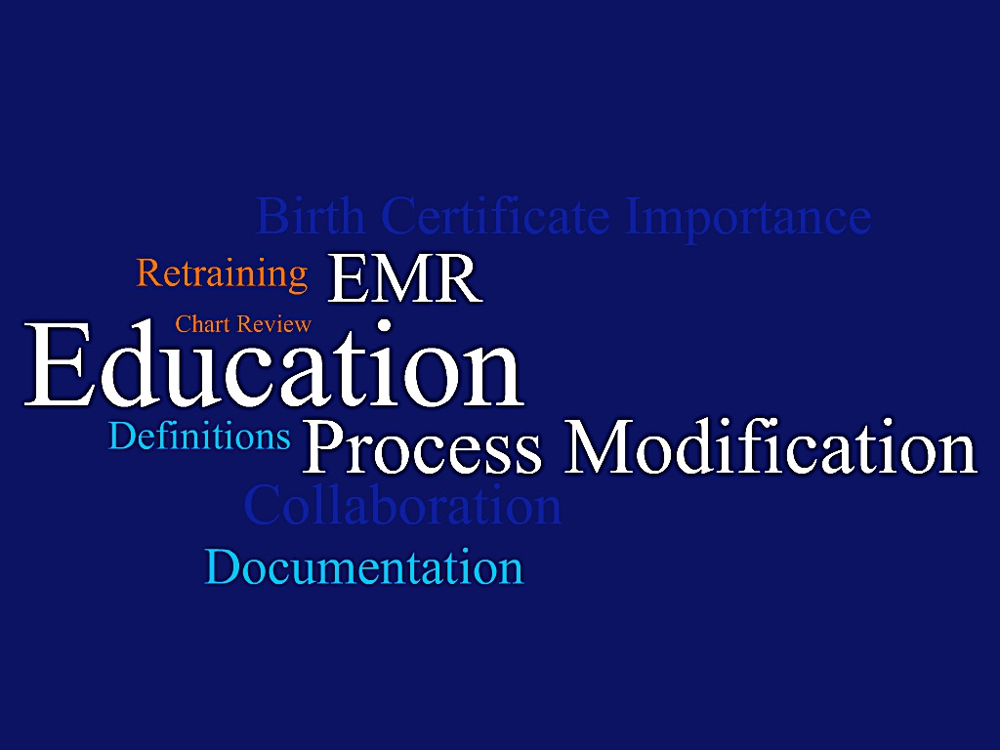 Birth Certificate Importance
Retraining
EMR
Chart Review
Education
Definitions
Process Modification
Collaboration
Documentation